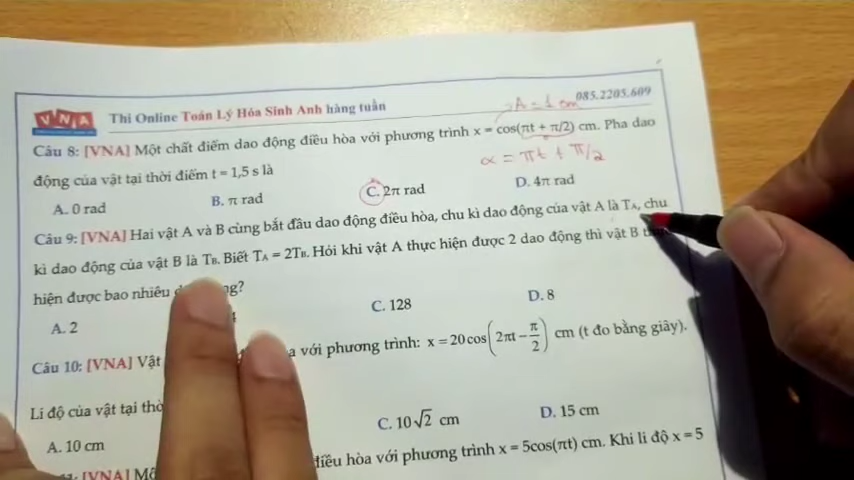 VNA Thi Online Toán Lý Hóa Sinh Anh hàng tuần 085.2205.609
A = 1 cm
Câu 8: [VNA] Một chất điểm dao động điều hòa với phương trình x = cos(πt + π/2) cm. Pha dao
động của vật tại thời điểm t = 1,5 s là
α = πt + π/2
A. 0 rad B. π rad C. 2π rad D. 4π rad
Câu 9: [VNA] Hai vật A và B cùng bắt đầu dao động điều hòa, chu kì dao động của vật A là TA, chu
kì dao động của vật B là TB. Biết TA = 2TB. Hỏi khi vật A thực hiện được 2 dao động thì vật B
hiện được bao nhiêu
A. 2 4 C. 128 D. 8
Câu 10: [VNA] Vật với phương trình: x = 20cos(2πt − π/2) cm (t đo bằng giây).
Li độ của vật tại
A. 10 cm C. 10√2 cm D. 15 cm
[VNA] điều hòa với phương trình x = 5cos(πt) cm. Khi li độ x = 5